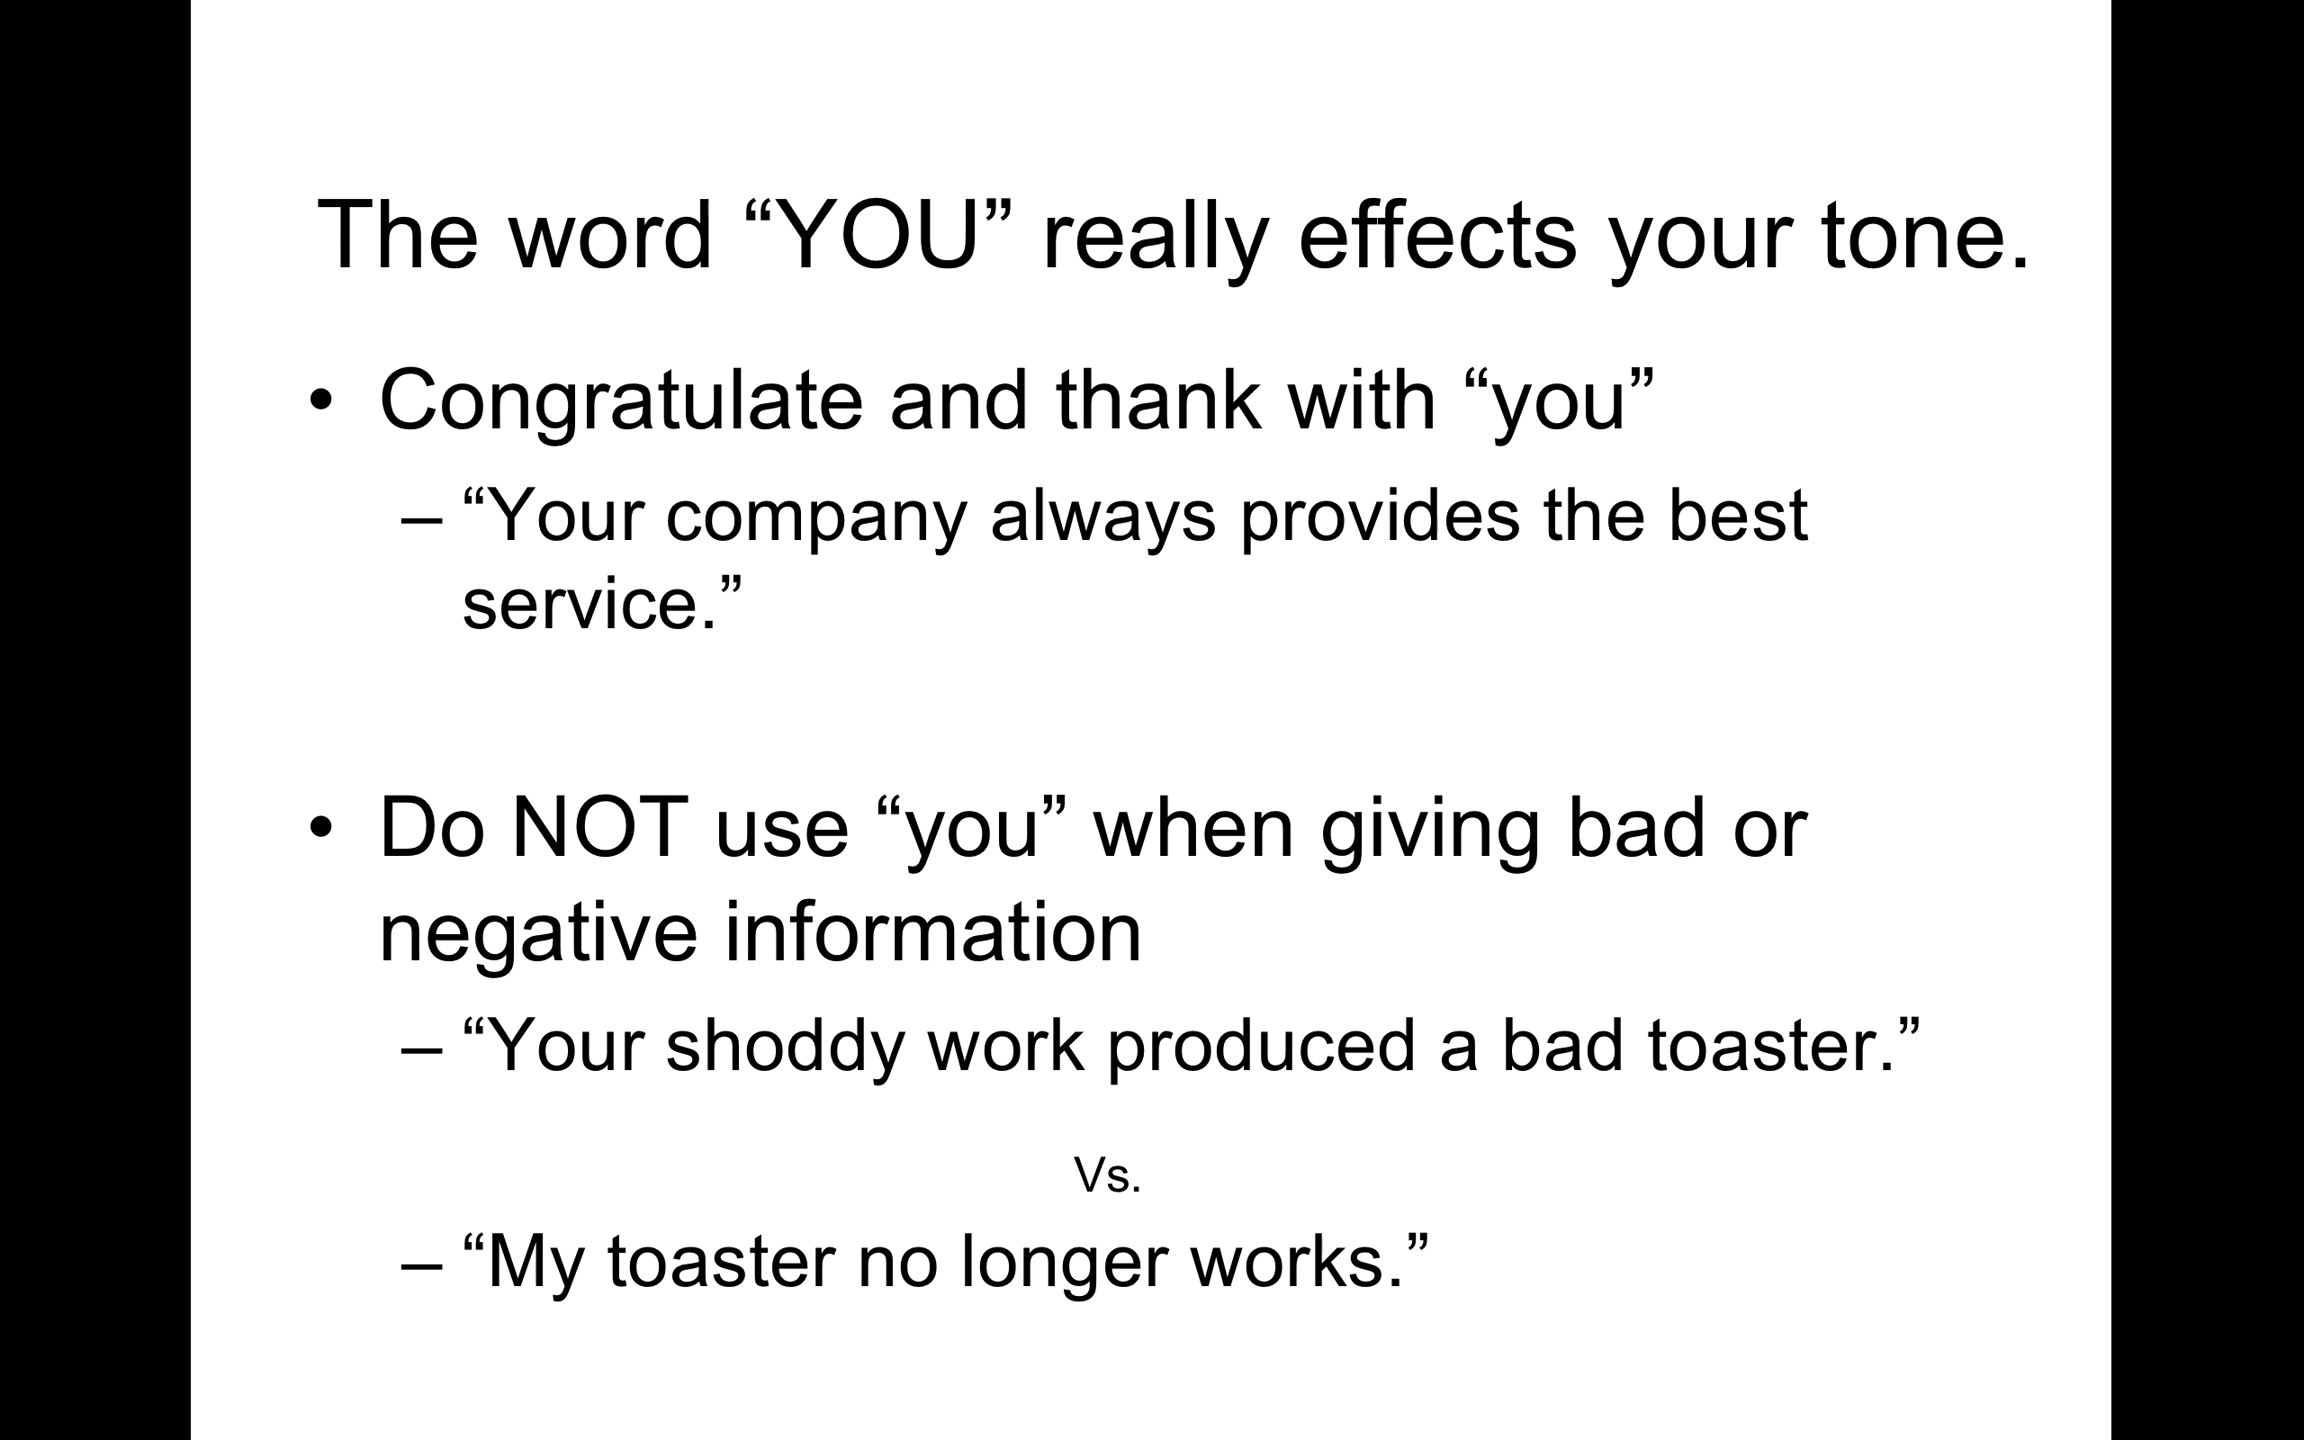 The word “YOU” really effects your tone.
• Congratulate and thank with “you”
– “Your company always provides the best
service.”
• Do NOT use “you” when giving bad or
negative information
– “Your shoddy work produced a bad toaster.”
Vs.
– “My toaster no longer works.”